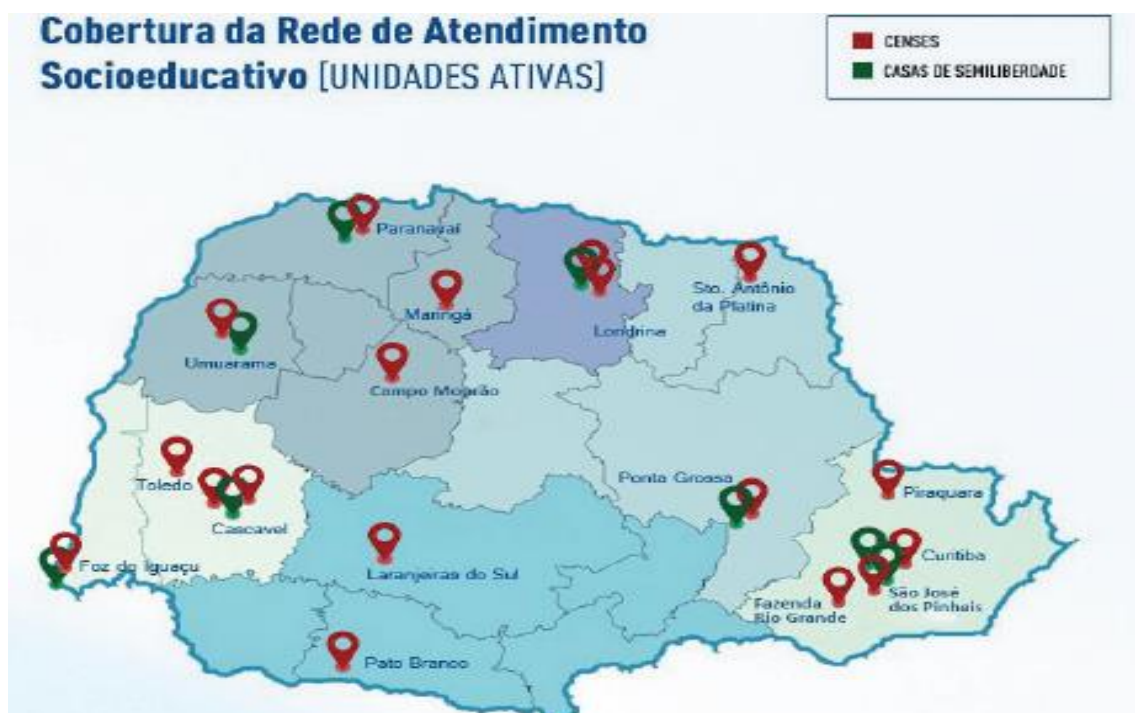 Cobertura da Rede de Atendimento
Socioeducativo [UNIDADES ATIVAS]
CENSES
CASAS DE SEMILIBERDADE
Paranavaí
Maringá
Londrina
Sto. Antônio
da Platina
Umuarama
Campo Mourão
Toledo
Cascavel
Ponta Grossa
Piraquara
Foz do Iguaçu
Laranjeiras do Sul
Curitiba
São José
dos Pinhais
Fazenda
Rio Grande
Pato Branco